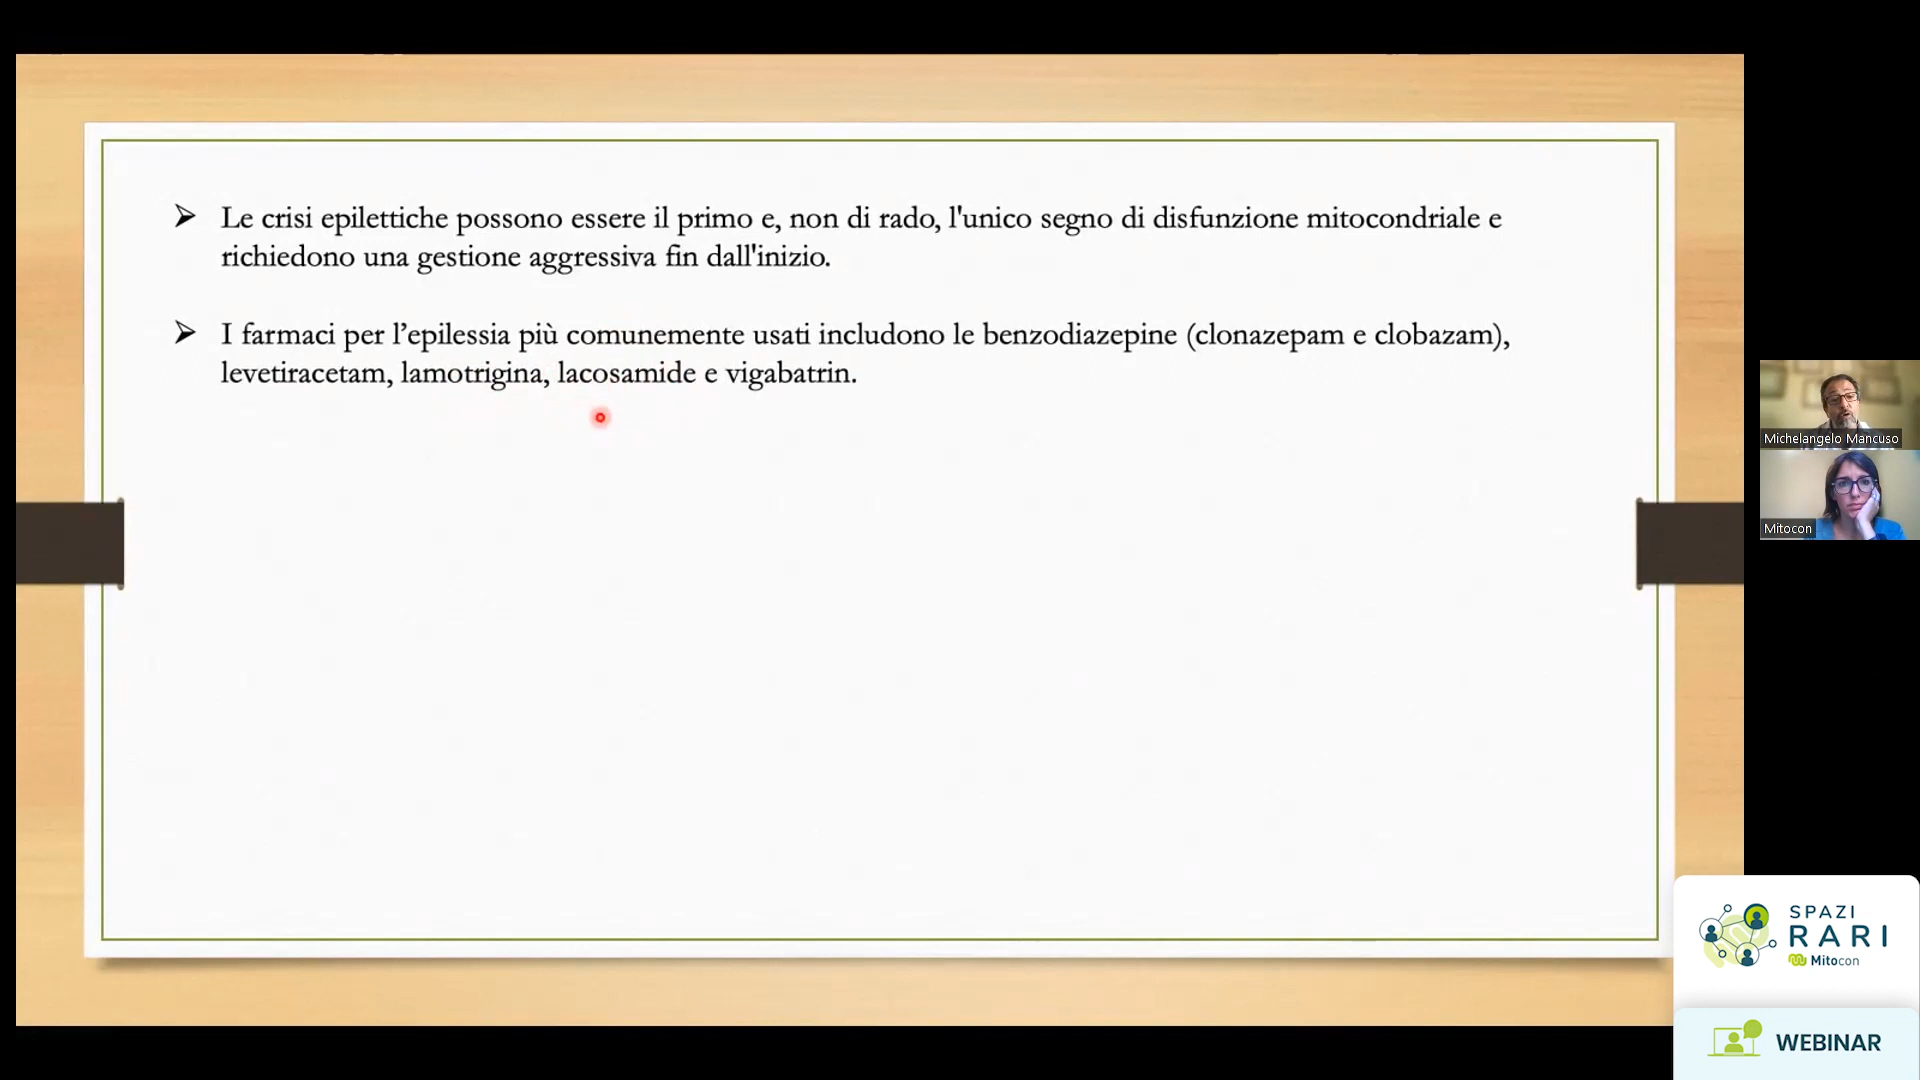 Le crisi epilettiche possono essere il primo e, non di rado, l'unico segno di disfunzione mitocondriale e
richiedono una gestione aggressiva fin dall'inizio.
I farmaci per l’epilessia più comunemente usati includono le benzodiazepine (clonazepam e clobazam),
levetiracetam, lamotrigina, lacosamide e vigabatrin.
Michelangelo Mancuso
Mitocon
SPAZI
RARI
Mitocon
WEBINAR